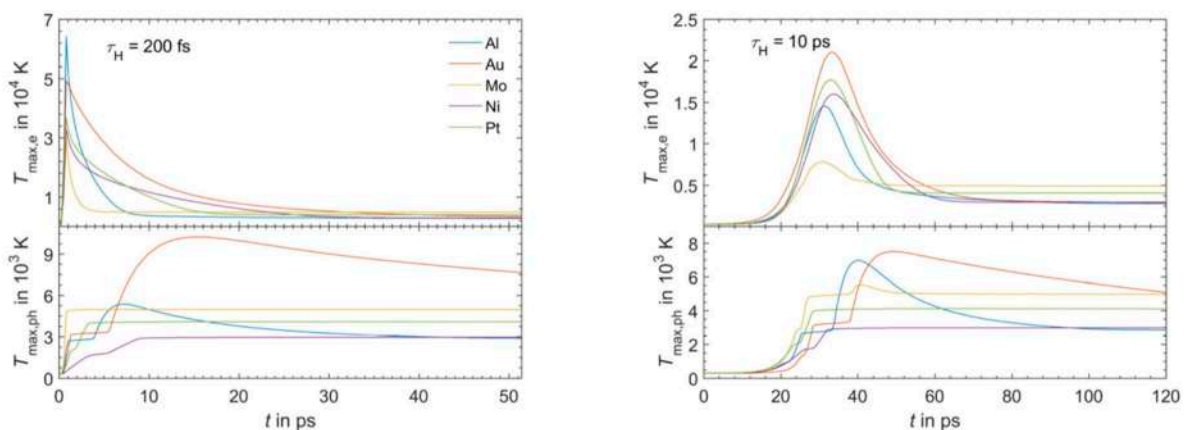 τH = 200 fs
Al
Au
Mo
Ni
Pt
Tmax,e in 10^4 K
7
5
3
1
Tmax,ph in 10^3 K
9
6
3
0
0 10 20 30 40 50
t in ps
τH = 10 ps
Tmax,e in 10^4 K
2.5
2
1.5
1
0.5
Tmax,ph in 10^3 K
8
6
4
2
0
0 20 40 60 80 100 120
t in ps